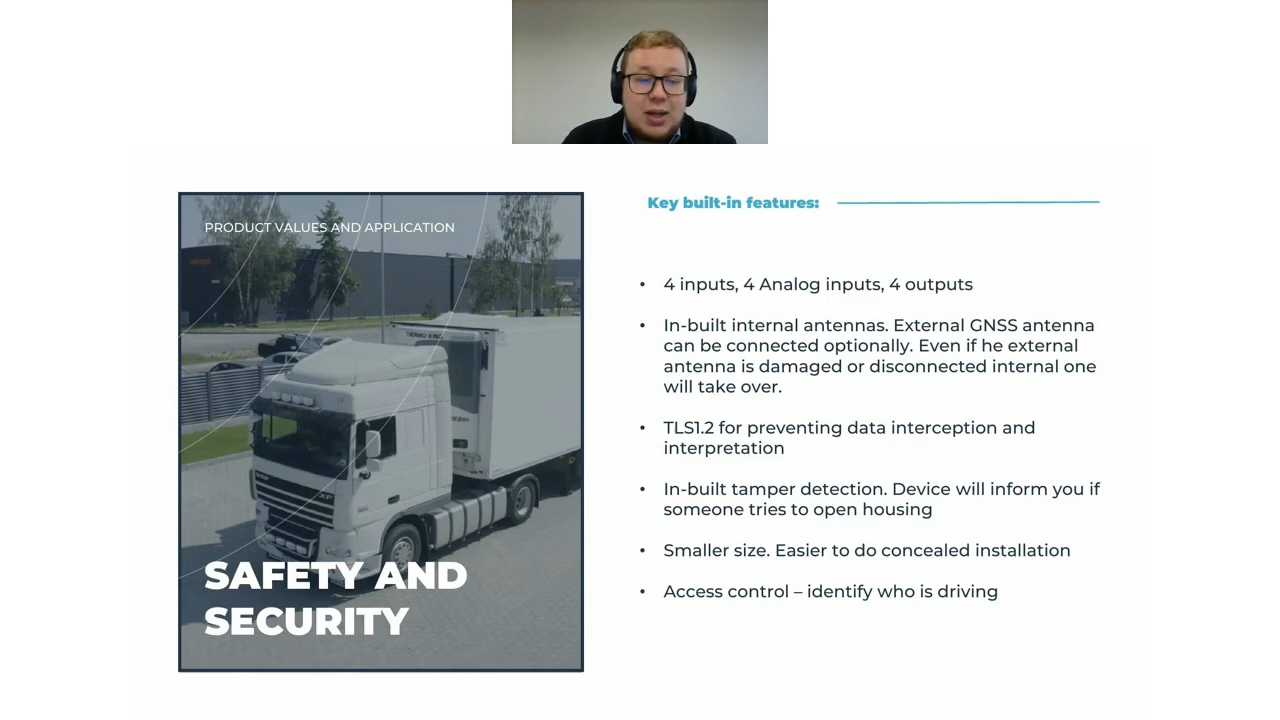 PRODUCT VALUES AND APPLICATION
THERMO KING
SAFETY AND
SECURITY
Key built-in features:
• 4 inputs, 4 Analog inputs, 4 outputs
• In-built internal antennas. External GNSS antenna
can be connected optionally. Even if he external
antenna is damaged or disconnected internal one
will take over.
• TLS1.2 for preventing data interception and
interpretation
• In-built tamper detection. Device will inform you if
someone tries to open housing
• Smaller size. Easier to do concealed installation
• Access control – identify who is driving